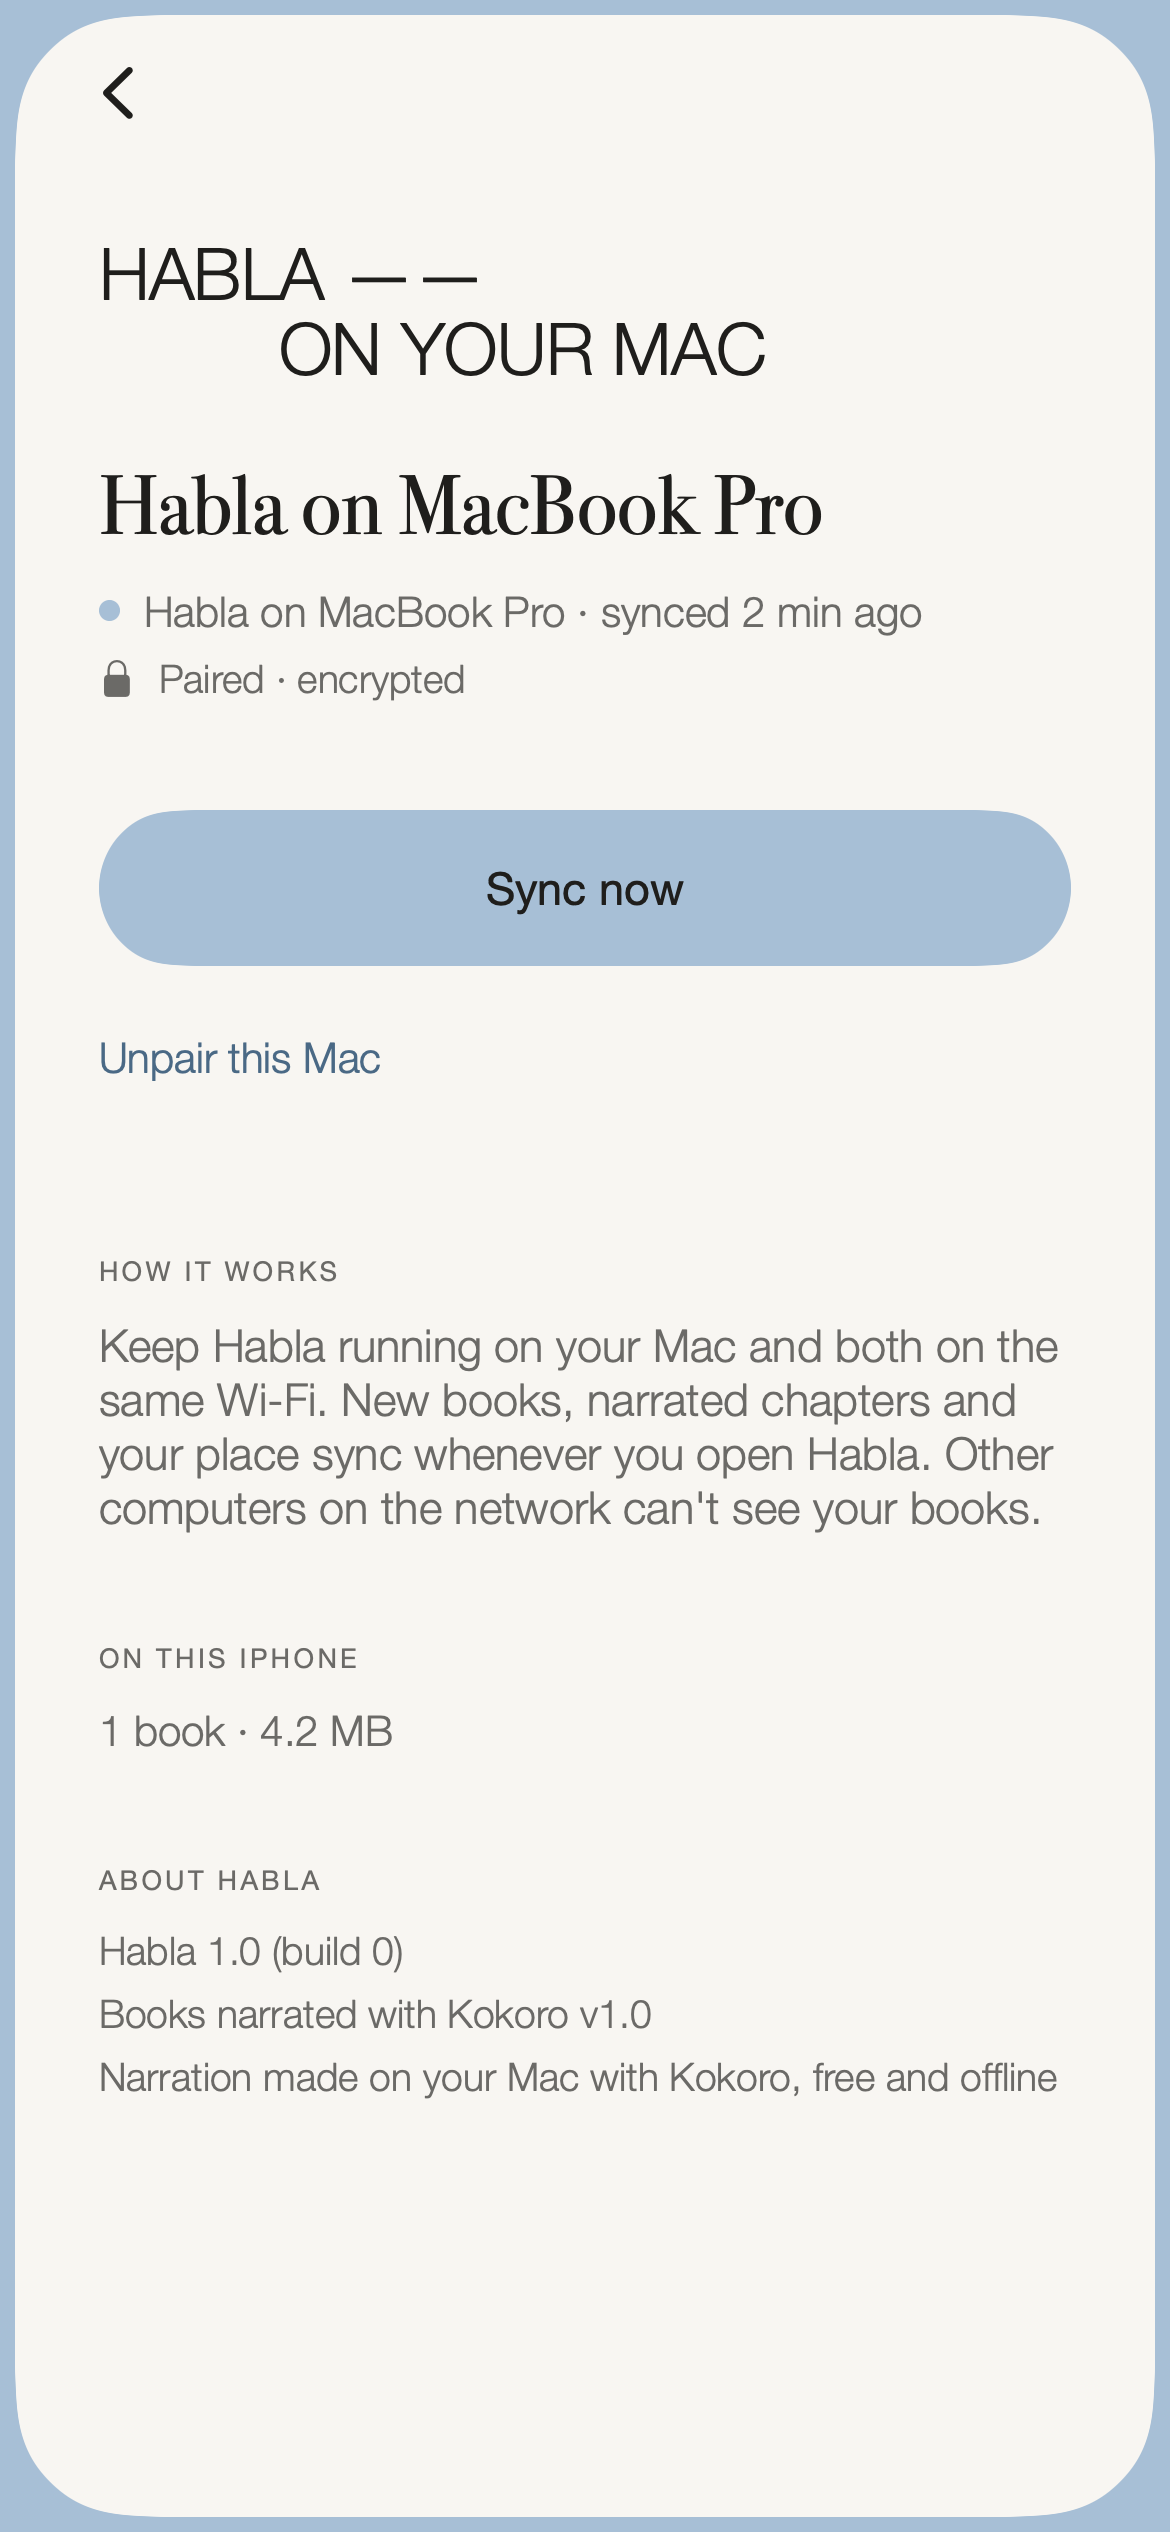 HABLA — —
ON YOUR MAC
Habla on MacBook Pro
Habla on MacBook Pro · synced 2 min ago
Paired · encrypted
Sync now
Unpair this Mac
HOW IT WORKS
Keep Habla running on your Mac and both on the
same Wi-Fi. New books, narrated chapters and
your place sync whenever you open Habla. Other
computers on the network can't see your books.
ON THIS IPHONE
1 book · 4.2 MB
ABOUT HABLA
Habla 1.0 (build 0)
Books narrated with Kokoro v1.0
Narration made on your Mac with Kokoro, free and offline